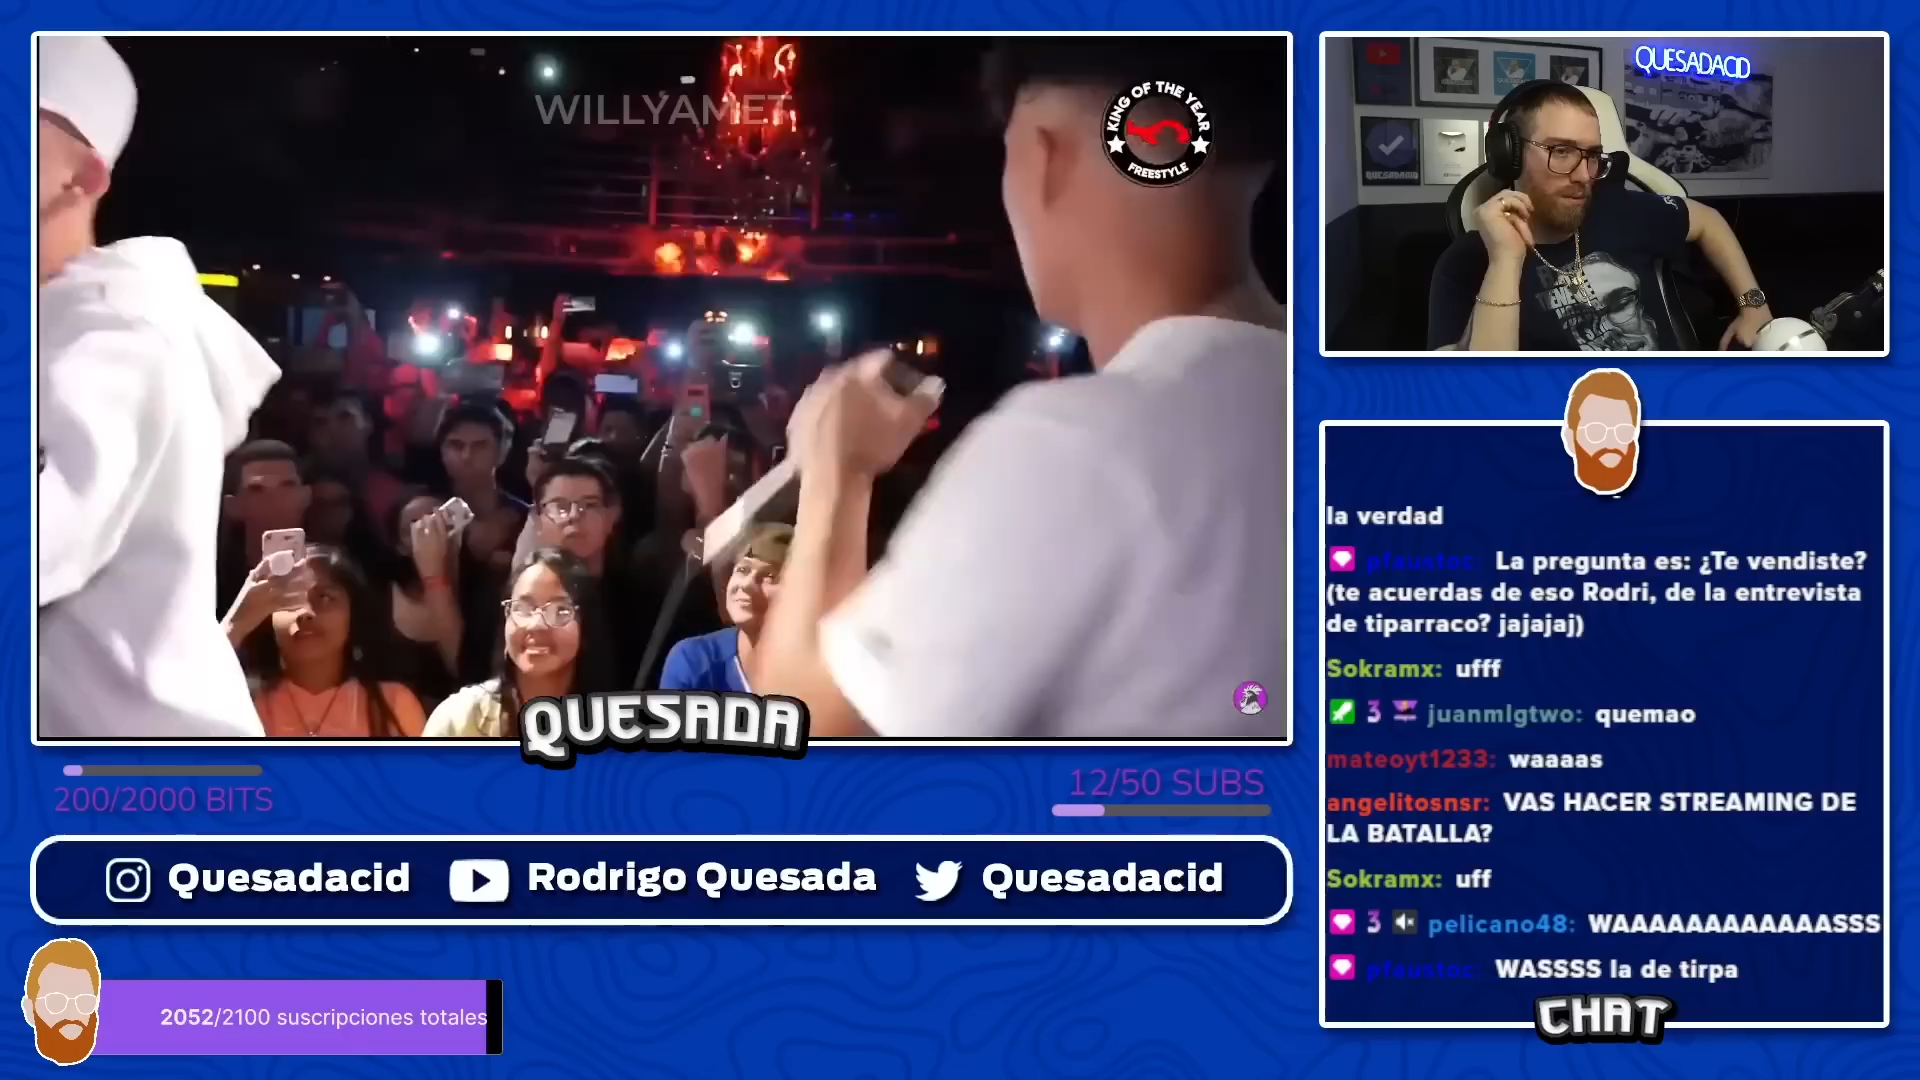 WILLYAMET
KING OF THE YEAR
FREESTYLE
QUESADACID
QUESADACID
QUESADA
200/2000 BITS
12/50 SUBS
Quesadacid
Rodrigo Quesada
Quesadacid
2052/2100 suscripciones totales
la verdad
pfaustoc: La pregunta es: ¿Te vendiste?
(te acuerdas de eso Rodri, de la entrevista
de tiparraco? jajajaj)
Sokramx: ufff
3 juanmlgtwo: quemao
mateoyt1233: waaaas
angelitosnsr: VAS HACER STREAMING DE
LA BATALLA?
Sokramx: uff
3 pelicano48: WAAAAAAAAAAAASSS
pfaustoc: WASSSS la de tirpa
CHAT